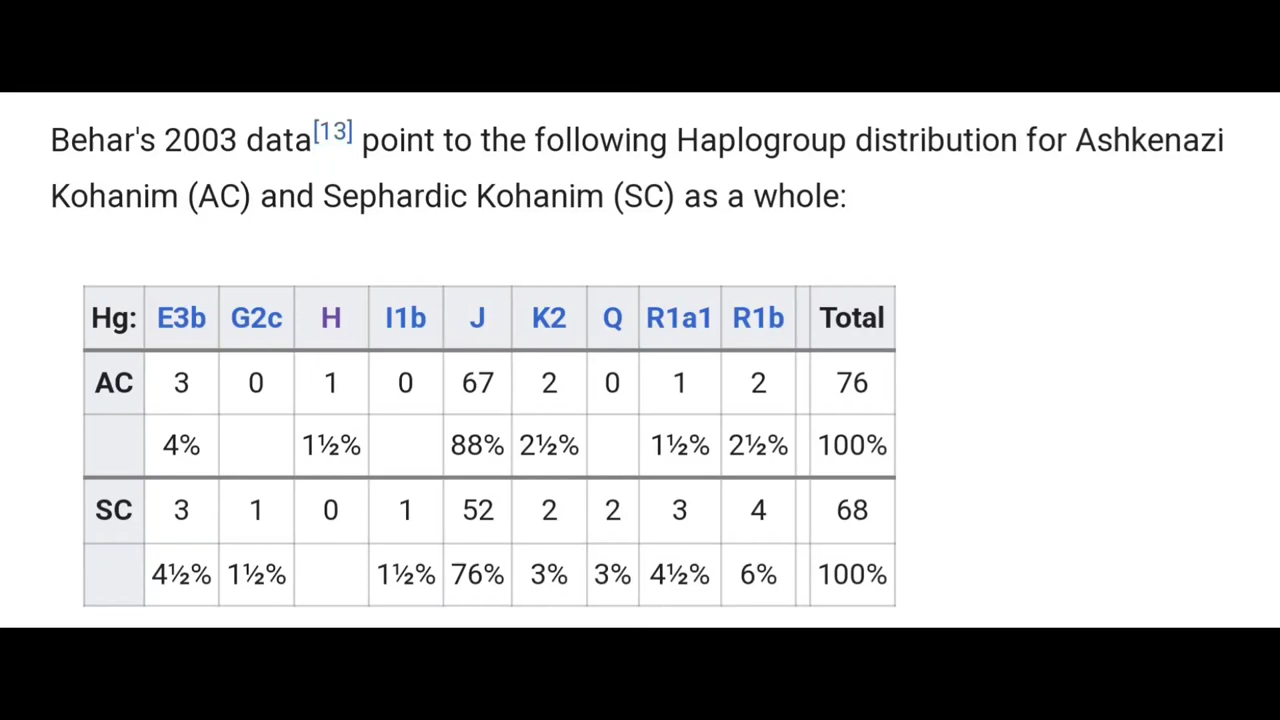 Behar's 2003 data[13] point to the following Haplogroup distribution for Ashkenazi
Kohanim (AC) and Sephardic Kohanim (SC) as a whole:
Hg: E3b G2c H I1b J K2 Q R1a1 R1b Total
AC 3 0 1 0 67 2 0 1 2 76
4% 1½% 88% 2½% 1½% 2½% 100%
SC 3 1 0 1 52 2 2 3 4 68
4½% 1½% 1½% 76% 3% 3% 4½% 6% 100%